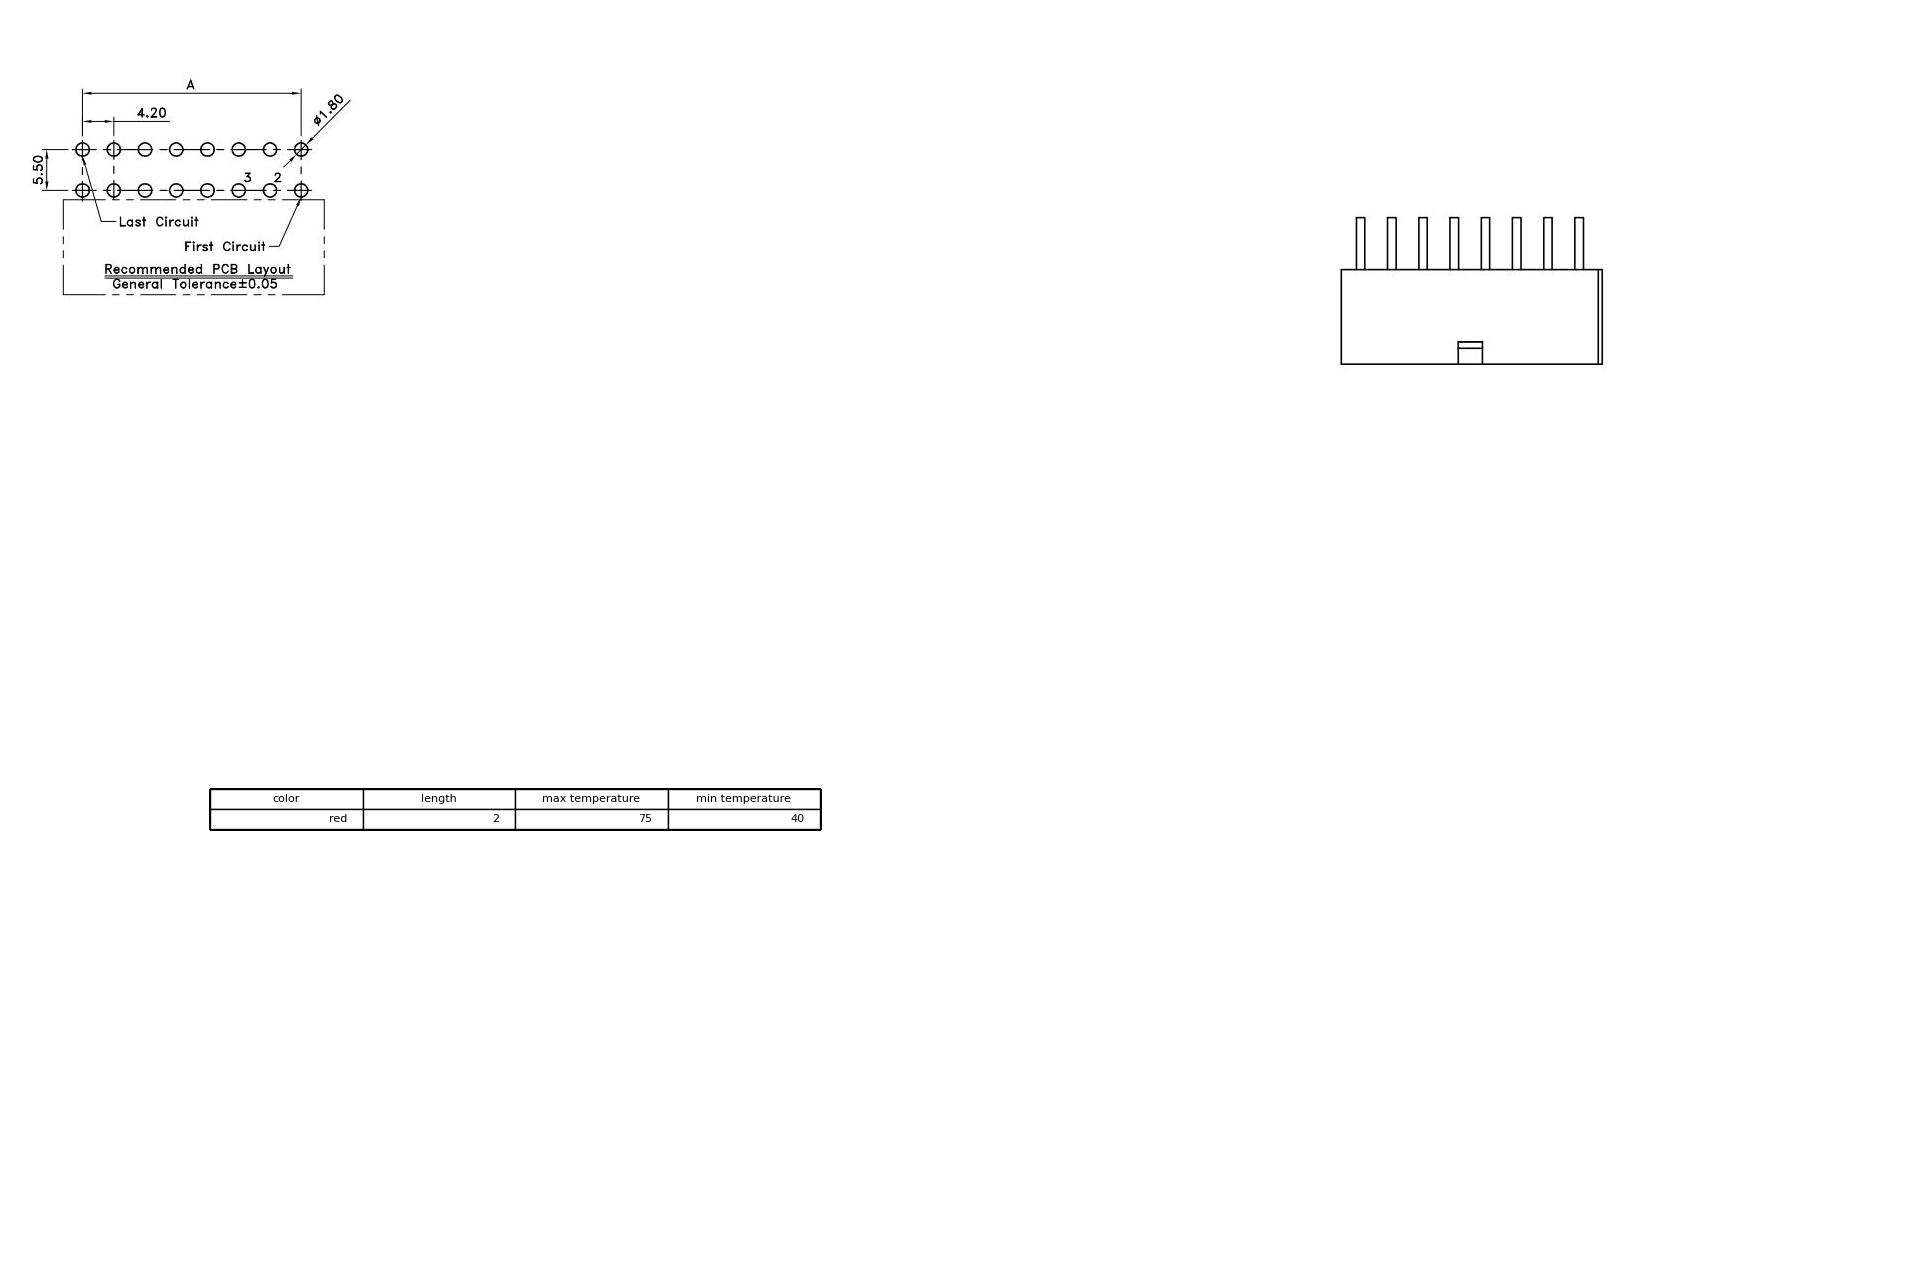 A
4.20
ø1.80
5.50
3 2
Last Circuit
First Circuit
Recommended PCB Layout
General Tolerance±0.05
color length max temperature min temperature
red 2 75 40